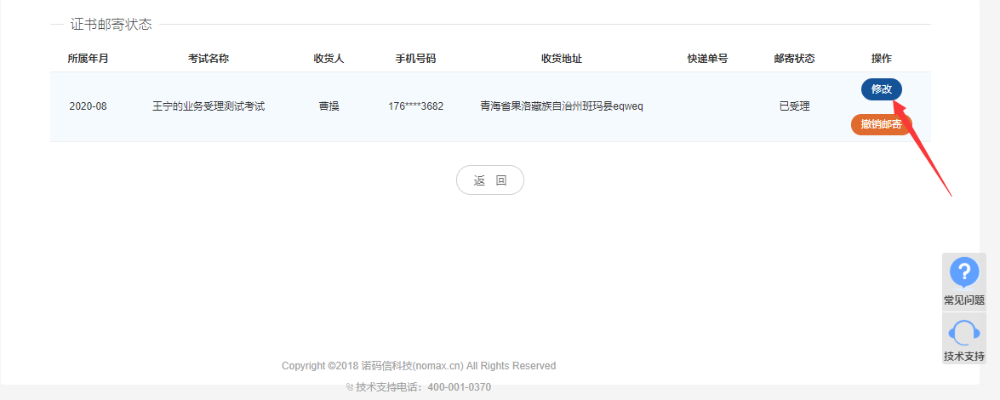 证书邮寄状态
所属年月 考试名称 收货人 手机号码 收货地址 快递单号 邮寄状态 操作
2020-08 王宁的业务受理测试考试 曹操 176****3682 青海省果洛藏族自治州班玛县eqweq 已受理 修改
撤销邮寄
返 回
常见问题
技术支持
Copyright ©2018 诺码信科技(nomax.cn) All Rights Reserved
技术支持电话：400-001-0370